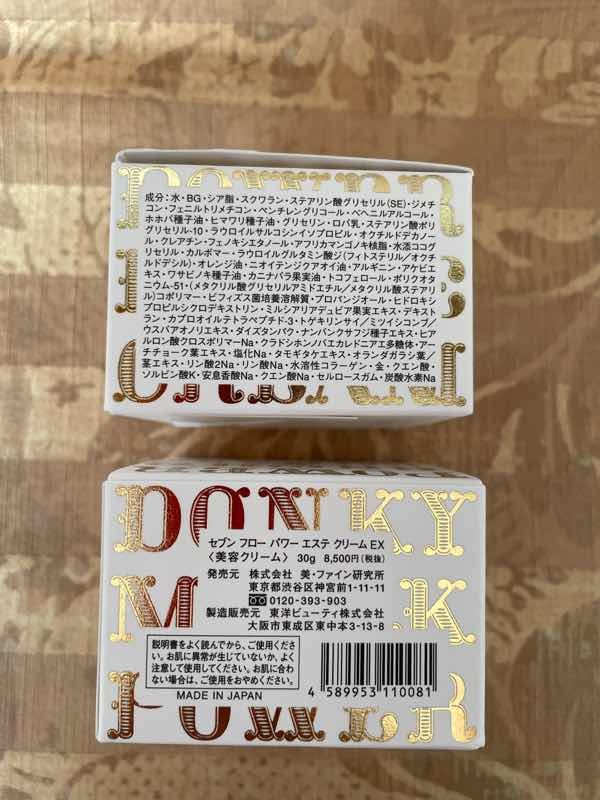 成分：水・BG・シア脂・スクワラン・ステアリン酸グリセリル(SE)・ジメチ
コン・フェニルトリメチコン・ペンチレングリコール・ベヘニルアルコール・
ホホバ種子油・ヒマワリ種子油・グリセリン・ロバ乳・ステアリン酸ポリ
グリセリル-10・ラウロイルサルコシンイソプロピル・オクチルドデカノー
ル・クレアチン・フェノキシエタノール・アフリカマンゴノキ核脂・水添ココグ
リセリル・カルボマー・ラウロイルグルタミン酸ジ(フィトステリル/オクチ
ルドデシル)・オレンジ油・ニオイテンジクアオイ油・アルギニン・アケビエ
キス・ワサビノキ種子油・カニナバラ果実油・トコフェロール・ポリクオタ
ニウム-51・(メタクリル酸グリセリルアミドエチル/メタクリル酸ステアリ
ル)コポリマー・ビフィズス菌培養溶解質・プロパンジオール・ヒドロキシ
プロピルシクロデキストリン・ミルシアリアデュビア果実エキス・デキスト
ラン・カプロオイルテトラペプチド-3・トゲキリンサイ/ミツイシコンブ/
ウスバアオノリエキス・ダイズタンパク・ナンバンクサフジ種子エキス・ヒア
ルロン酸クロスポリマーNa・クラドシホンノバエカレドニアエ多糖体・アー
チチョーク葉エキス・塩化Na・タモギタケエキス・オランダガラシ葉/
茎エキス・リン酸2Na・リン酸Na・水溶性コラーゲン・金・クエン酸・
ソルビン酸K・安息香酸Na・クエン酸Na・セルロースガム・炭酸水素Na
DONKY
セブン フロー パワー エステ クリーム EX
〈美容クリーム〉 30g 8,500円(税抜)
発売元 株式会社 美・ファイン研究所
東京都渋谷区神宮前1-11-11
0120-393-903
M K
製造販売元 東洋ビューティ株式会社
大阪市東成区東中本3-13-8
説明書をよく読んでから、ご使用くださ
い。お肌に異常が生じていないか、よく
注意して使用してください。お肌に合わ
ない場合は、ご使用をおやめください。
4 589953 110081
MADE IN JAPAN
POWER